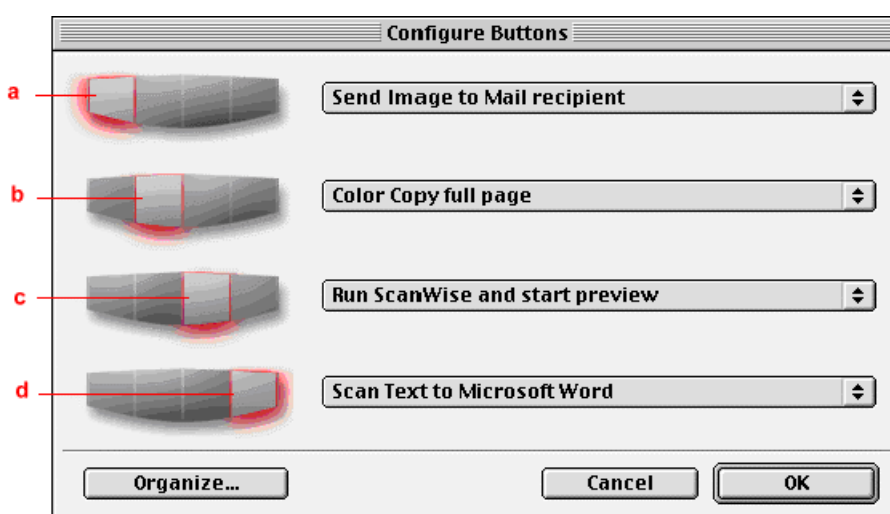 Configure Buttons
a Send Image to Mail recipient
b Color Copy full page
c Run ScanWise and start preview
d Scan Text to Microsoft Word
Organize... Cancel OK